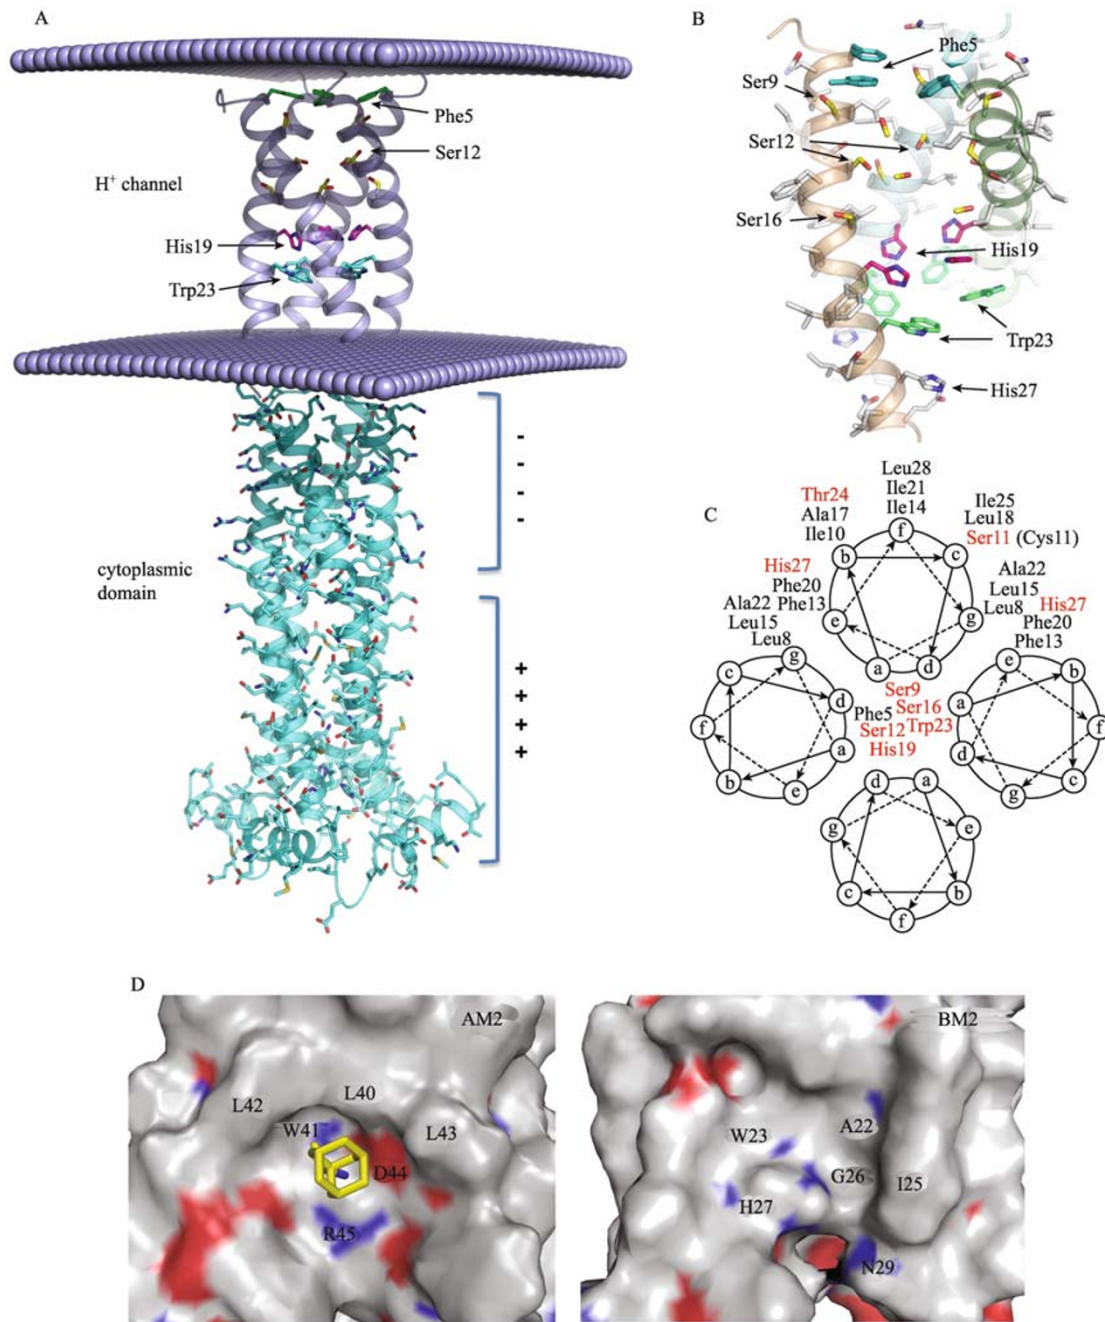 A
Phe5
Ser12
H+ channel
His19
Trp23
cytoplasmic
domain
-
-
-
-
+
+
+
+
B
Phe5
Ser9
Ser12
Ser16
His19
Trp23
His27
C
Leu28
Thr24 Ile21 Ile25
Ala17 Ile14 Leu18
Ile10 f Ser11 (Cys11)
b c
His27 Ala22
Phe20 Leu15
Ala22 Phe13 Leu8 His27
Leu15 e g Phe20
Leu8 Phe13
g a d e
c b
Ser9
d Ser16 a
f Phe5 f
Ser12 Trp23
a His19 d
b e d a g c
g e
c b
f
D
AM2
L42
L40
W41
L43
D44
R45
BM2
W23
A22
G26
I25
H27
N29